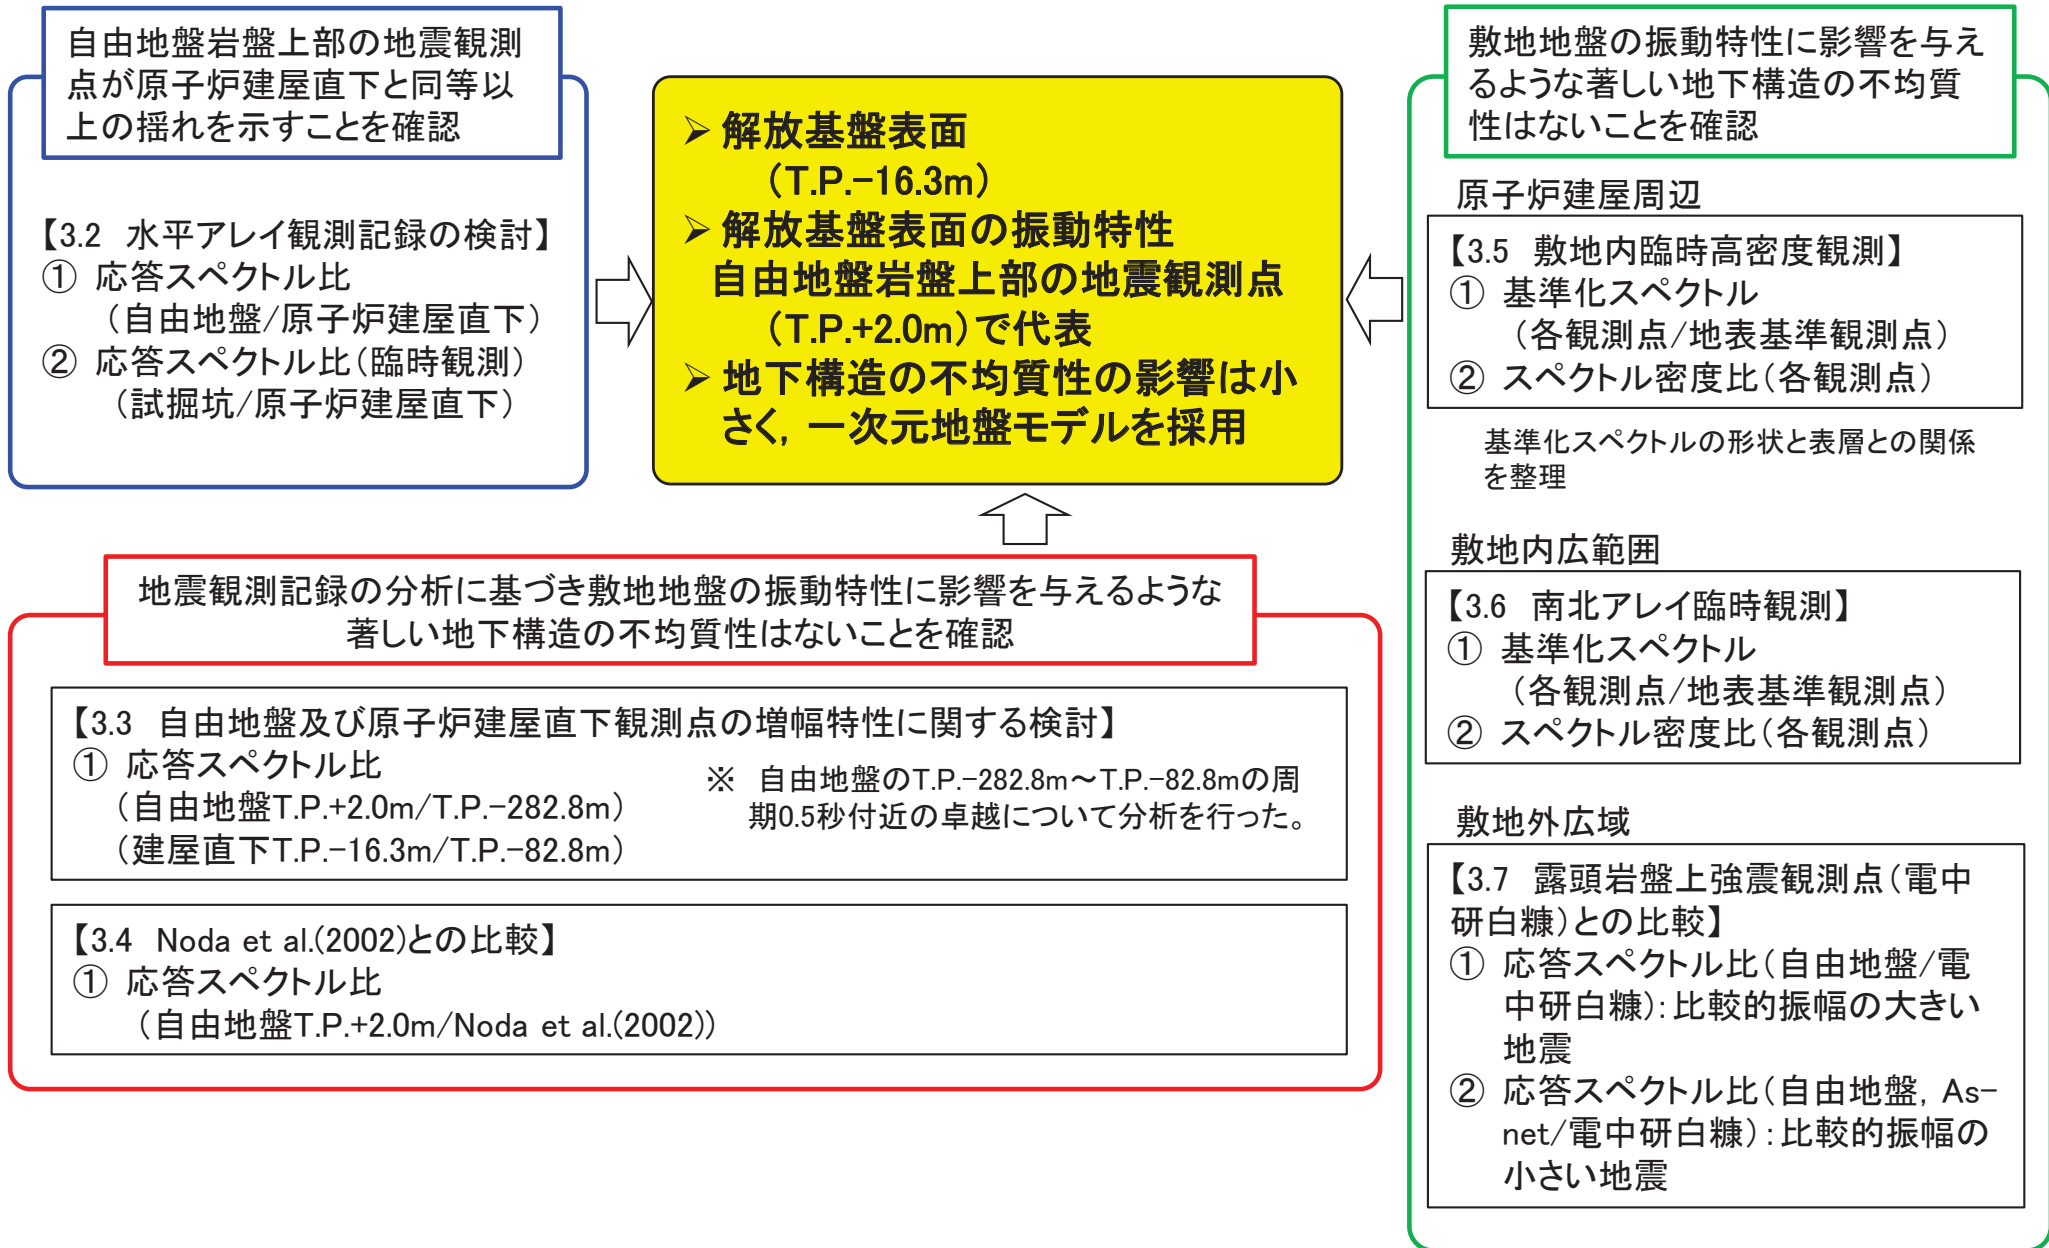 自由地盤岩盤上部の地震観測
点が原子炉建屋直下と同等以
上の揺れを示すことを確認
【3.2 水平アレイ観測記録の検討】
① 応答スペクトル比
（自由地盤/原子炉建屋直下）
② 応答スペクトル比（臨時観測）
（試掘坑/原子炉建屋直下）
➢ 解放基盤表面
（T.P.-16.3m）
➢ 解放基盤表面の振動特性
自由地盤岩盤上部の地震観測点
（T.P.+2.0m）で代表
➢ 地下構造の不均質性の影響は小
さく，一次元地盤モデルを採用
地震観測記録の分析に基づき敷地地盤の振動特性に影響を与えるような
著しい地下構造の不均質性はないことを確認
【3.3 自由地盤及び原子炉建屋直下観測点の増幅特性に関する検討】
① 応答スペクトル比
（自由地盤T.P.+2.0m/T.P.-282.8m）
（建屋直下T.P.-16.3m/T.P.-82.8m）
※ 自由地盤のT.P.-282.8m～T.P.-82.8mの周
期0.5秒付近の卓越について分析を行った。
【3.4 Noda et al.(2002)との比較】
① 応答スペクトル比
（自由地盤T.P.+2.0m/Noda et al.(2002)）
敷地地盤の振動特性に影響を与え
るような著しい地下構造の不均質
性はないことを確認
原子炉建屋周辺
【3.5 敷地内臨時高密度観測】
① 基準化スペクトル
（各観測点/地表基準観測点）
② スペクトル密度比（各観測点）
基準化スペクトルの形状と表層との関係
を整理
敷地内広範囲
【3.6 南北アレイ臨時観測】
① 基準化スペクトル
（各観測点/地表基準観測点）
② スペクトル密度比（各観測点）
敷地外広域
【3.7 露頭岩盤上強震観測点（電中
研白糠）との比較】
① 応答スペクトル比（自由地盤/電
中研白糠）：比較的振幅の大きい
地震
② 応答スペクトル比（自由地盤，As-
net/電中研白糠）：比較的振幅の
小さい地震